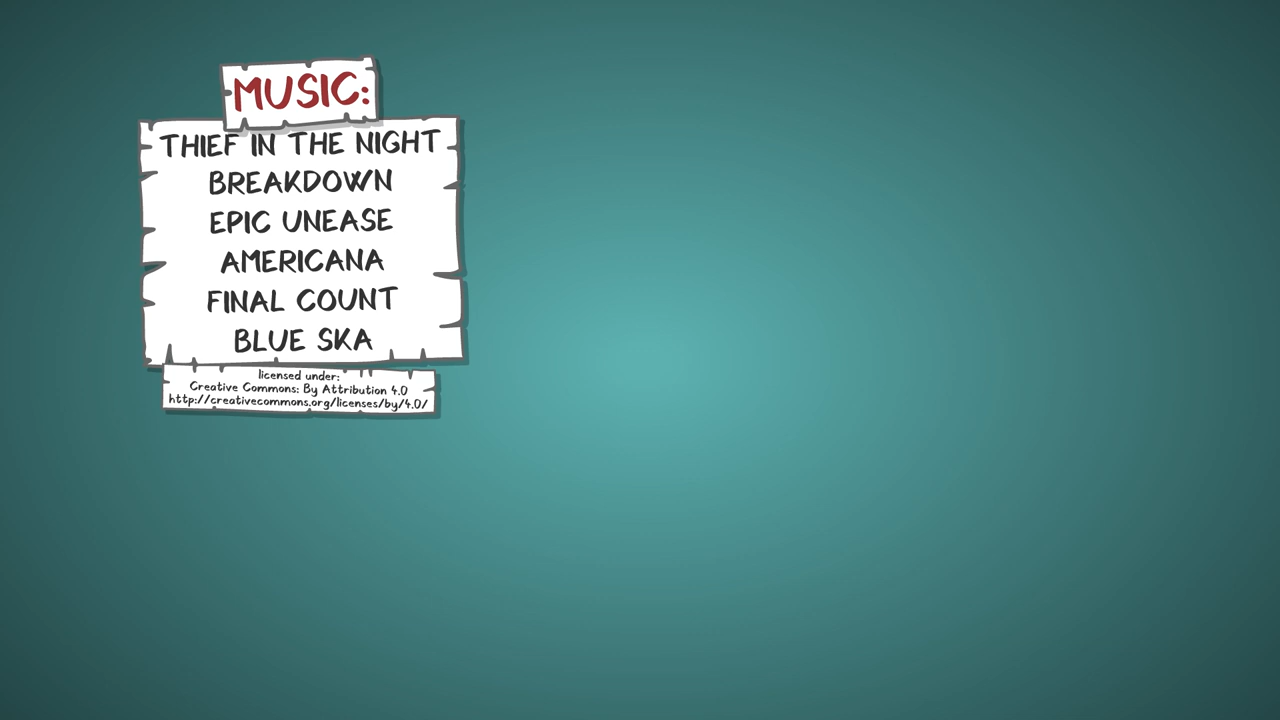 MUSIC:
THIEF IN THE NIGHT
BREAKDOWN
EPIC UNEASE
AMERICANA
FINAL COUNT
BLUE SKA
licensed under:
Creative Commons: By Attribution 4.0
http://creativecommons.org/licenses/by/4.0/